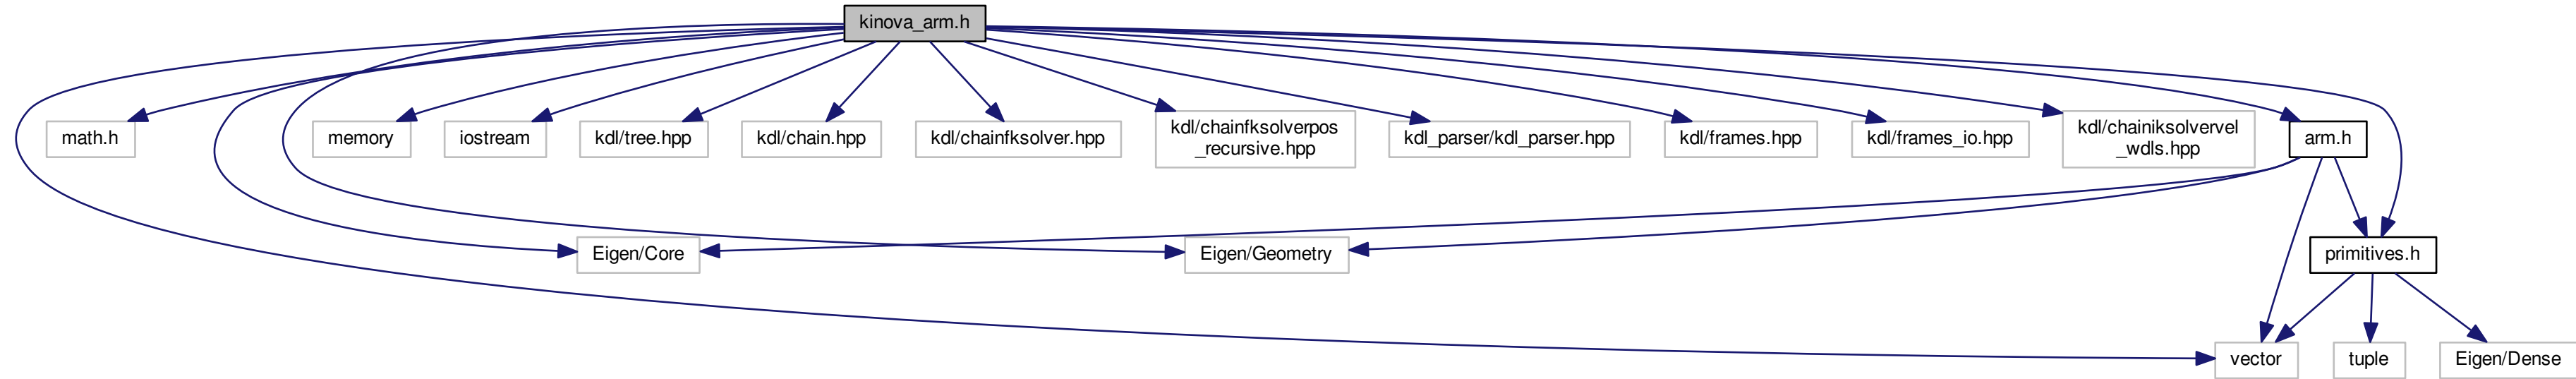 kinova_arm.h
math.h
memory
iostream
kdl/tree.hpp
kdl/chain.hpp
kdl/chainfksolver.hpp
kdl/chainfksolverpos
_recursive.hpp
kdl_parser/kdl_parser.hpp
kdl/frames.hpp
kdl/frames_io.hpp
kdl/chainiksolvervel
_wdls.hpp
arm.h
Eigen/Core
Eigen/Geometry
primitives.h
vector
tuple
Eigen/Dense